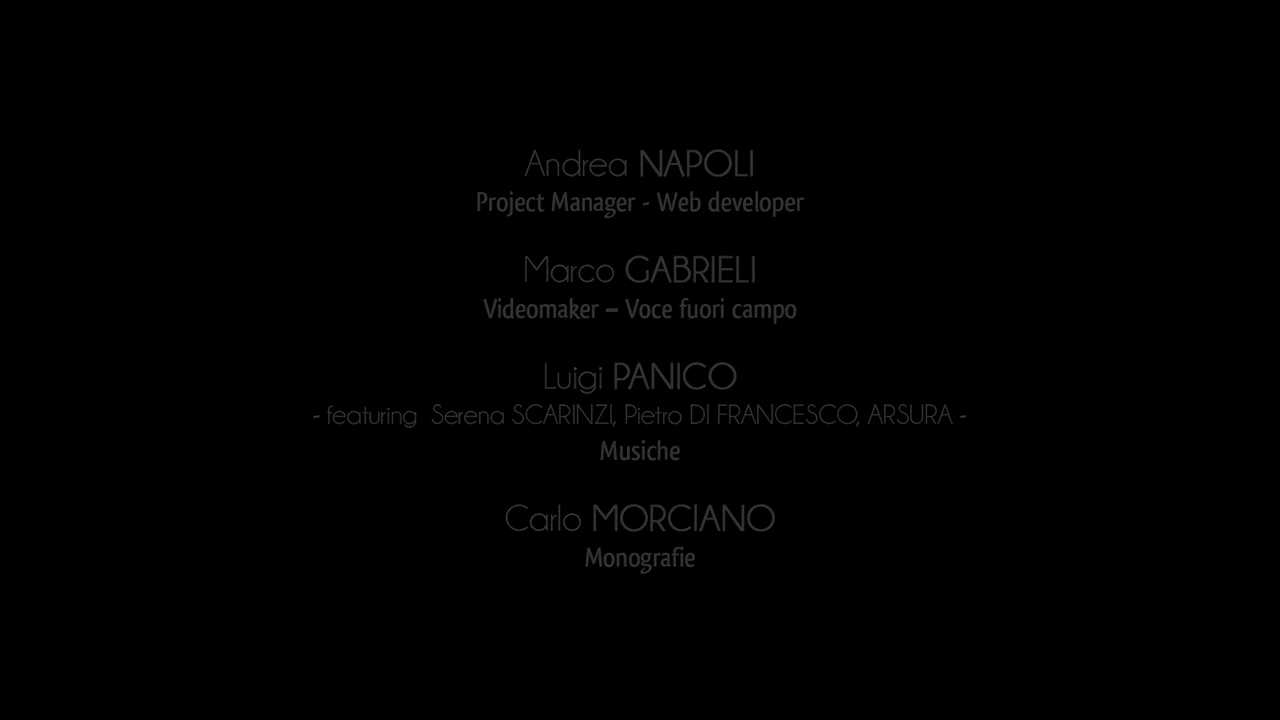 Andrea NAPOLI
Project Manager - Web developer
Marco GABRIELI
Videomaker – Voce fuori campo
Luigi PANICO
- featuring  Serena SCARINZI, Pietro DI FRANCESCO, ARSURA -
Musiche
Carlo MORCIANO
Monografie